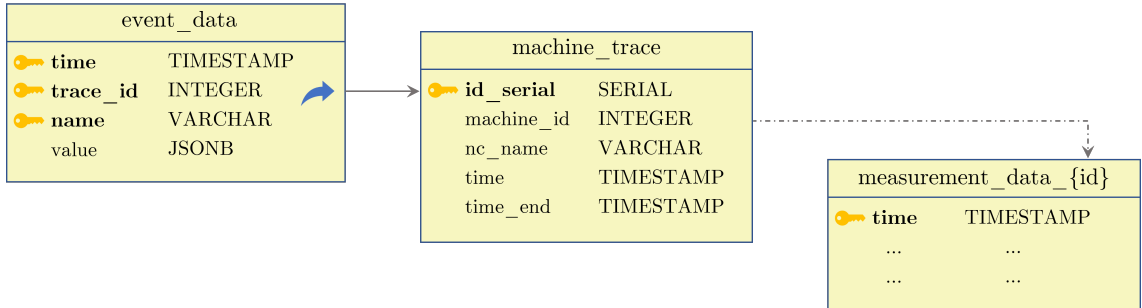 event_data
time TIMESTAMP
trace_id INTEGER
name VARCHAR
value JSONB
machine_trace
id_serial SERIAL
machine_id INTEGER
nc_name VARCHAR
time TIMESTAMP
time_end TIMESTAMP
measurement_data_{id}
time TIMESTAMP
... ...
... ...